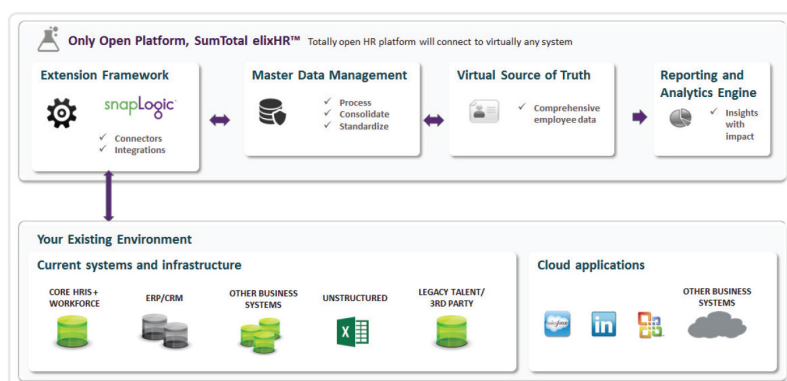 Only Open Platform, SumTotal elixHR™ Totally open HR platform will connect to virtually any system
Extension Framework
snapLogic
✓ Connectors
✓ Integrations
Master Data Management
✓ Process
✓ Consolidate
✓ Standardize
Virtual Source of Truth
✓ Comprehensive
employee data
Reporting and
Analytics Engine
✓ Insights
with
impact
Your Existing Environment
Current systems and infrastructure
CORE HRIS +
WORKFORCE
ERP/CRM
OTHER BUSINESS
SYSTEMS
UNSTRUCTURED
X
LEGACY TALENT/
3RD PARTY
Cloud applications
salesforce
in
OTHER BUSINESS
SYSTEMS